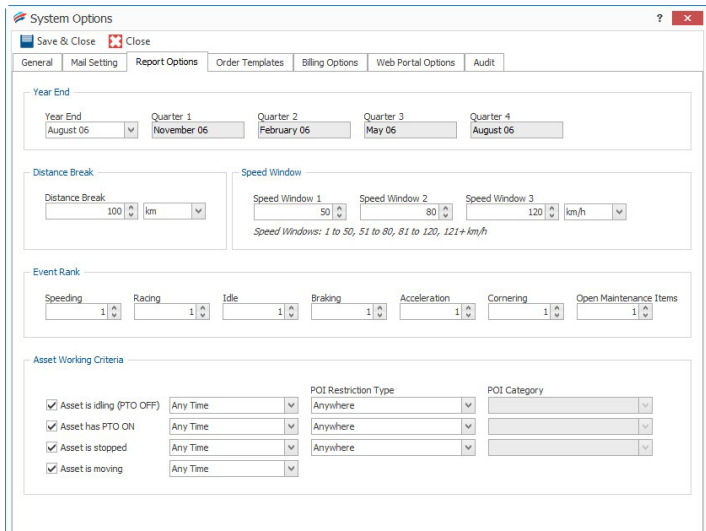 System Options ?
Save & Close Close
General Mail Setting Report Options Order Templates Billing Options Web Portal Options Audit
Year End
Year End Quarter 1 Quarter 2 Quarter 3 Quarter 4
August 06 November 06 February 06 May 06 August 06
Distance Break Speed Window
Distance Break Speed Window 1 Speed Window 2 Speed Window 3
100 km 50 80 120 km/h
Speed Windows: 1 to 50, 51 to 80, 81 to 120, 121+ km/h
Event Rank
Speeding Racing Idle Braking Acceleration Cornering Open Maintenance Items
1 1 1 1 1 1 1
Asset Working Criteria
POI Restriction Type POI Category
Asset is idling (PTO OFF) Any Time Anywhere
Asset has PTO ON Any Time Anywhere
Asset is stopped Any Time Anywhere
Asset is moving Any Time